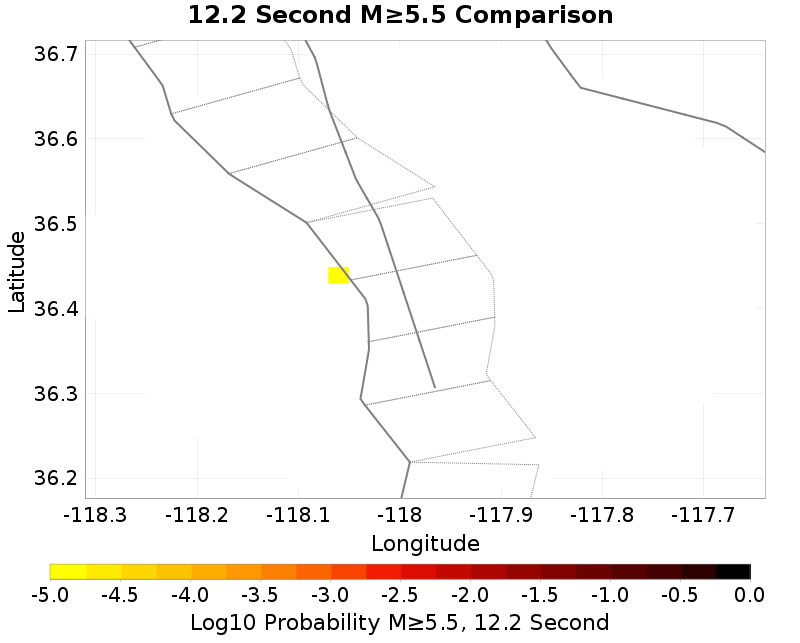 12.2 Second M≥5.5 Comparison
36.7
36.6
36.5
36.4
36.3
36.2
Latitude
-118.3 -118.2 -118.1 -118 -117.9 -117.8 -117.7
Longitude
-5.0 -4.5 -4.0 -3.5 -3.0 -2.5 -2.0 -1.5 -1.0 -0.5 0.0
Log10 Probability M≥5.5, 12.2 Second